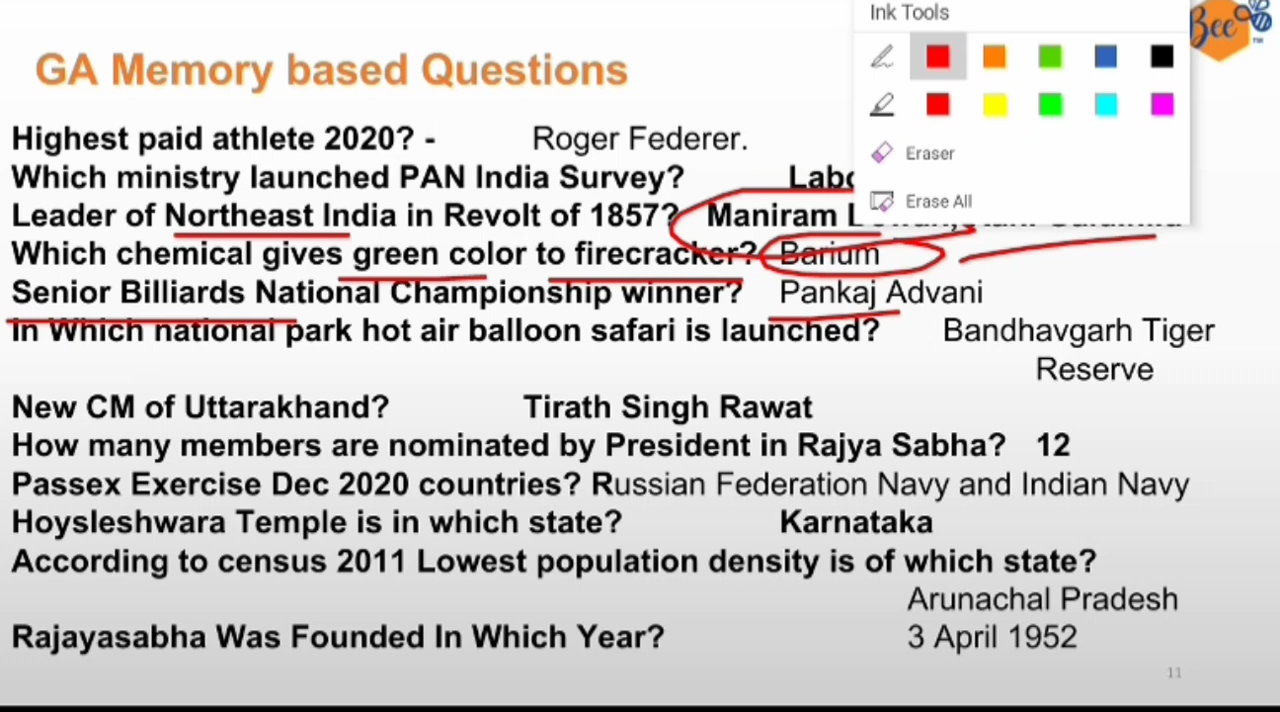 Ink Tools
Bee
GA Memory based Questions
Highest paid athlete 2020? - Roger Federer.
Which ministry launched PAN India Survey?
Eraser
Leader of Northeast India in Revolt of 1857? Maniram
Erase All
Which chemical gives green color to firecracker? Barium
Senior Billiards National Championship winner? Pankaj Advani
In Which national park hot air balloon safari is launched? Bandhavgarh Tiger
Reserve
New CM of Uttarakhand? Tirath Singh Rawat
How many members are nominated by President in Rajya Sabha? 12
Passex Exercise Dec 2020 countries? Russian Federation Navy and Indian Navy
Hoysleshwara Temple is in which state? Karnataka
According to census 2011 Lowest population density is of which state?
Arunachal Pradesh
Rajayasabha Was Founded In Which Year? 3 April 1952
11